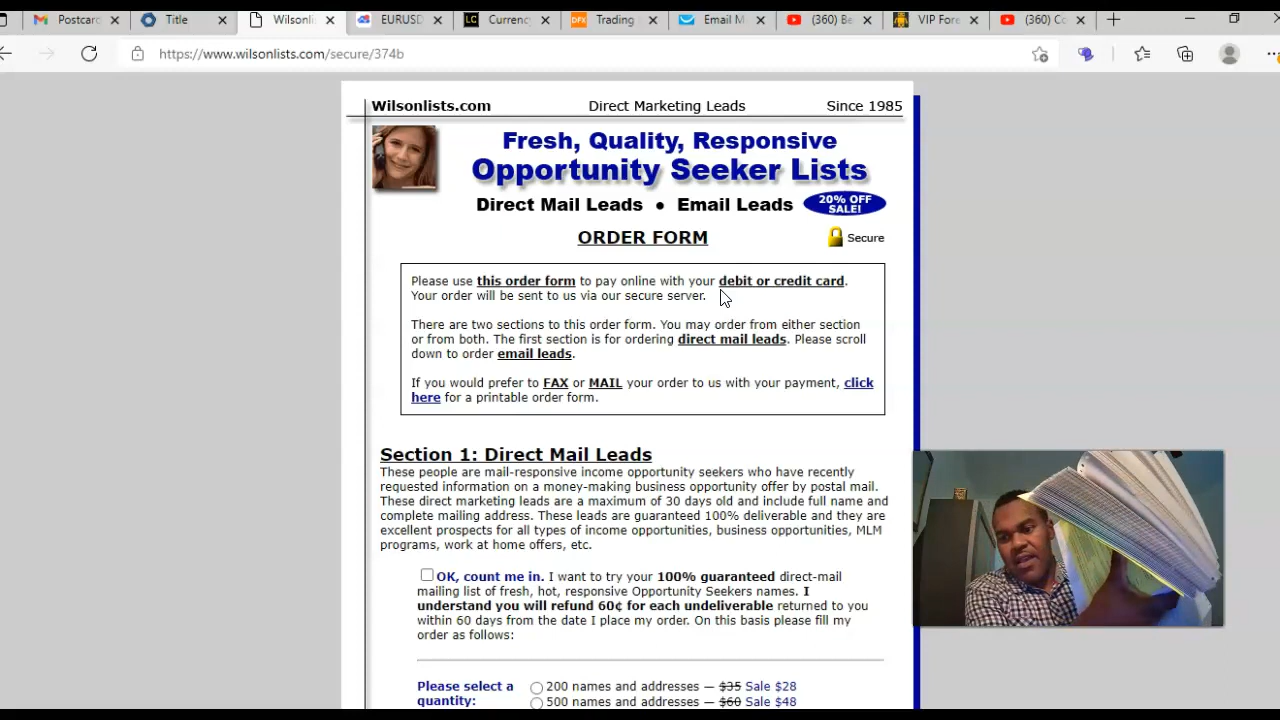 Postcarc
Title
Wilsonli
EURUSD
Currenc
Trading
Email M
(360) Be
VIP Fore
(360) Co
https://www.wilsonlists.com/secure/374b
Wilsonlists.com Direct Marketing Leads Since 1985
Fresh, Quality, Responsive
Opportunity Seeker Lists
Direct Mail Leads • Email Leads
20% OFF
SALE!
ORDER FORM
Secure
Please use this order form to pay online with your debit or credit card.
Your order will be sent to us via our secure server.
There are two sections to this order form. You may order from either section
or from both. The first section is for ordering direct mail leads. Please scroll
down to order email leads.
If you would prefer to FAX or MAIL your order to us with your payment, click
here for a printable order form.
Section 1: Direct Mail Leads
These people are mail-responsive income opportunity seekers who have recently
requested information on a money-making business opportunity offer by postal mail.
These direct marketing leads are a maximum of 30 days old and include full name and
complete mailing address. These leads are guaranteed 100% deliverable and they are
excellent prospects for all types of income opportunities, business opportunities, MLM
programs, work at home offers, etc.
OK, count me in. I want to try your 100% guaranteed direct-mail
mailing list of fresh, hot, responsive Opportunity Seekers names. I
understand you will refund 60¢ for each undeliverable returned to you
within 60 days from the date I place my order. On this basis please fill my
order as follows:
Please select a
quantity:
200 names and addresses — $35 Sale $28
500 names and addresses — $60 Sale $48